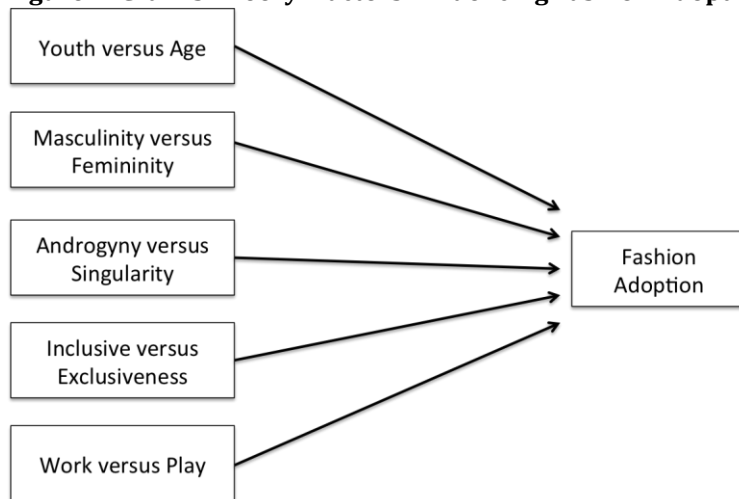 Youth versus Age
Masculinity versus
Femininity
Androgyny versus
Singularity
Inclusive versus
Exclusiveness
Work versus Play
Fashion
Adoption